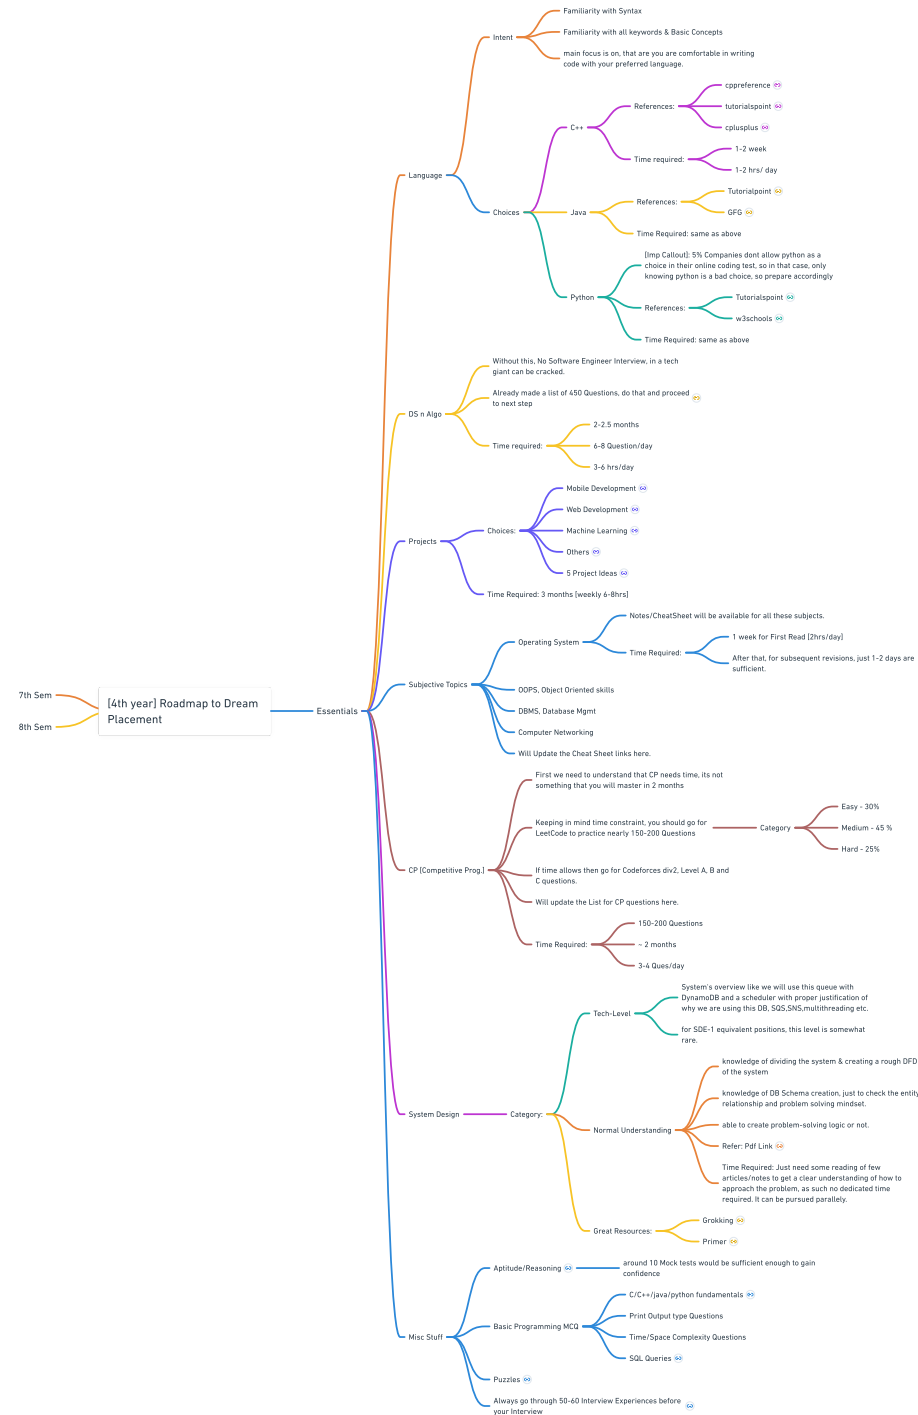 7th Sem
8th Sem
[4th year] Roadmap to Dream
Placement
Essentials
Language
Intent
Familiarity with Syntax
Familiarity with all keywords & Basic Concepts
main focus is on, that are you are comfortable in writing
code with your preferred language.
Choices
C++
References:
cppreference
tutorialspoint
cplusplus
Time required:
1-2 week
1-2 hrs/ day
Java
References:
Tutorialpoint
GFG
Time Required: same as above
Python
[Imp Callout]: 5% Companies dont allow python as a
choice in their online coding test, so in that case, only
knowing python is a bad choice, so prepare accordingly
References:
Tutorialspoint
w3schools
Time Required: same as above
DS n Algo
Without this, No Software Engineer Interview, in a tech
giant can be cracked.
Already made a list of 450 Questions, do that and proceed
to next step
Time required:
2-2.5 months
6-8 Question/day
3-6 hrs/day
Projects
Choices:
Mobile Development
Web Development
Machine Learning
Others
5 Project Ideas
Time Required: 3 months [weekly 6-8hrs]
Subjective Topics
Operating System
Notes/CheatSheet will be available for all these subjects.
Time Required:
1 week for First Read [2hrs/day]
After that, for subsequent revisions, just 1-2 days are
sufficient.
OOPS, Object Oriented skills
DBMS, Database Mgmt
Computer Networking
Will Update the Cheat Sheet links here.
CP [Competitive Prog.]
First we need to understand that CP needs time, its not
something that you will master in 2 months
Keeping in mind time constraint, you should go for
LeetCode to practice nearly 150-200 Questions
Category
Easy - 30%
Medium - 45 %
Hard - 25%
If time allows then go for Codeforces div2, Level A, B and
C questions.
Will update the List for CP questions here.
Time Required:
150-200 Questions
~ 2 months
3-4 Ques/day
System Design
Category:
Tech-Level
System's overview like we will use this queue with
DynamoDB and a scheduler with proper justification of
why we are using this DB, SQS,SNS,multithreading etc.
for SDE-1 equivalent positions, this level is somewhat
rare.
Normal Understanding
knowledge of dividing the system & creating a rough DFD
of the system
knowledge of DB Schema creation, just to check the entity
relationship and problem solving mindset.
able to create problem-solving logic or not.
Refer: Pdf Link
Time Required: Just need some reading of few
articles/notes to get a clear understanding of how to
approach the problem, as such no dedicated time
required. It can be pursued parallely.
Great Resources:
Grokking
Primer
Misc Stuff
Aptitude/Reasoning
around 10 Mock tests would be sufficient enough to gain
confidence
Basic Programming MCQ
C/C++/java/python fundamentals
Print Output type Questions
Time/Space Complexity Questions
SQL Queries
Puzzles
Always go through 50-60 Interview Experiences before
your Interview